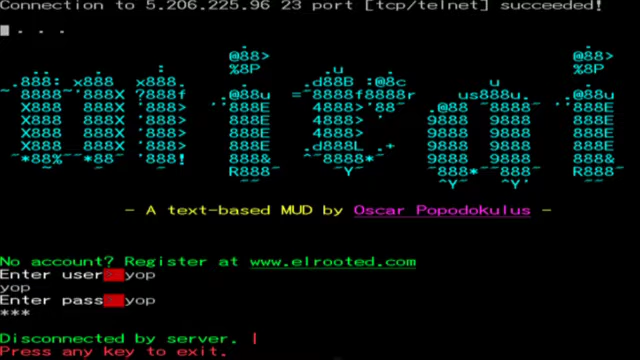 Connection to 5.206.225.96 23 port [tcp/telnet] succeeded!
- A text-based MUD by Oscar Popodokulus -
No account? Register at www.elrooted.com
Enter user yop
yop
Enter pass yop
***
Disconnected by server.
Press any key to exit.